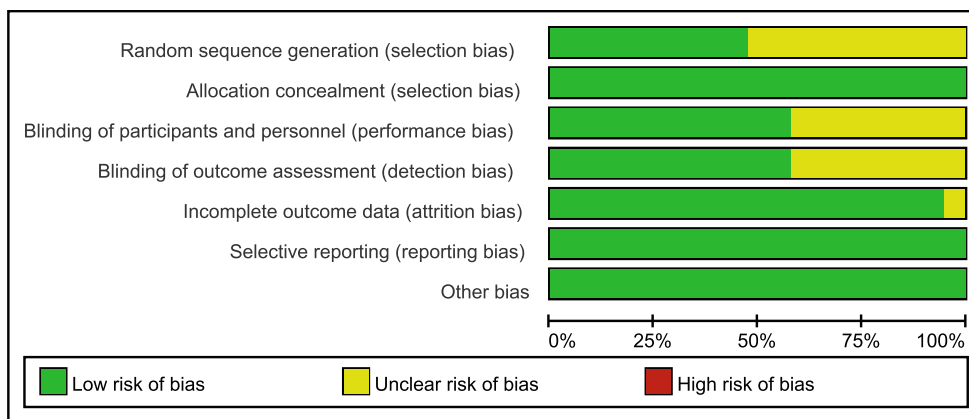 Random sequence generation (selection bias)
Allocation concealment (selection bias)
Blinding of participants and personnel (performance bias)
Blinding of outcome assessment (detection bias)
Incomplete outcome data (attrition bias)
Selective reporting (reporting bias)
Other bias
0% 25% 50% 75% 100%
Low risk of bias Unclear risk of bias High risk of bias